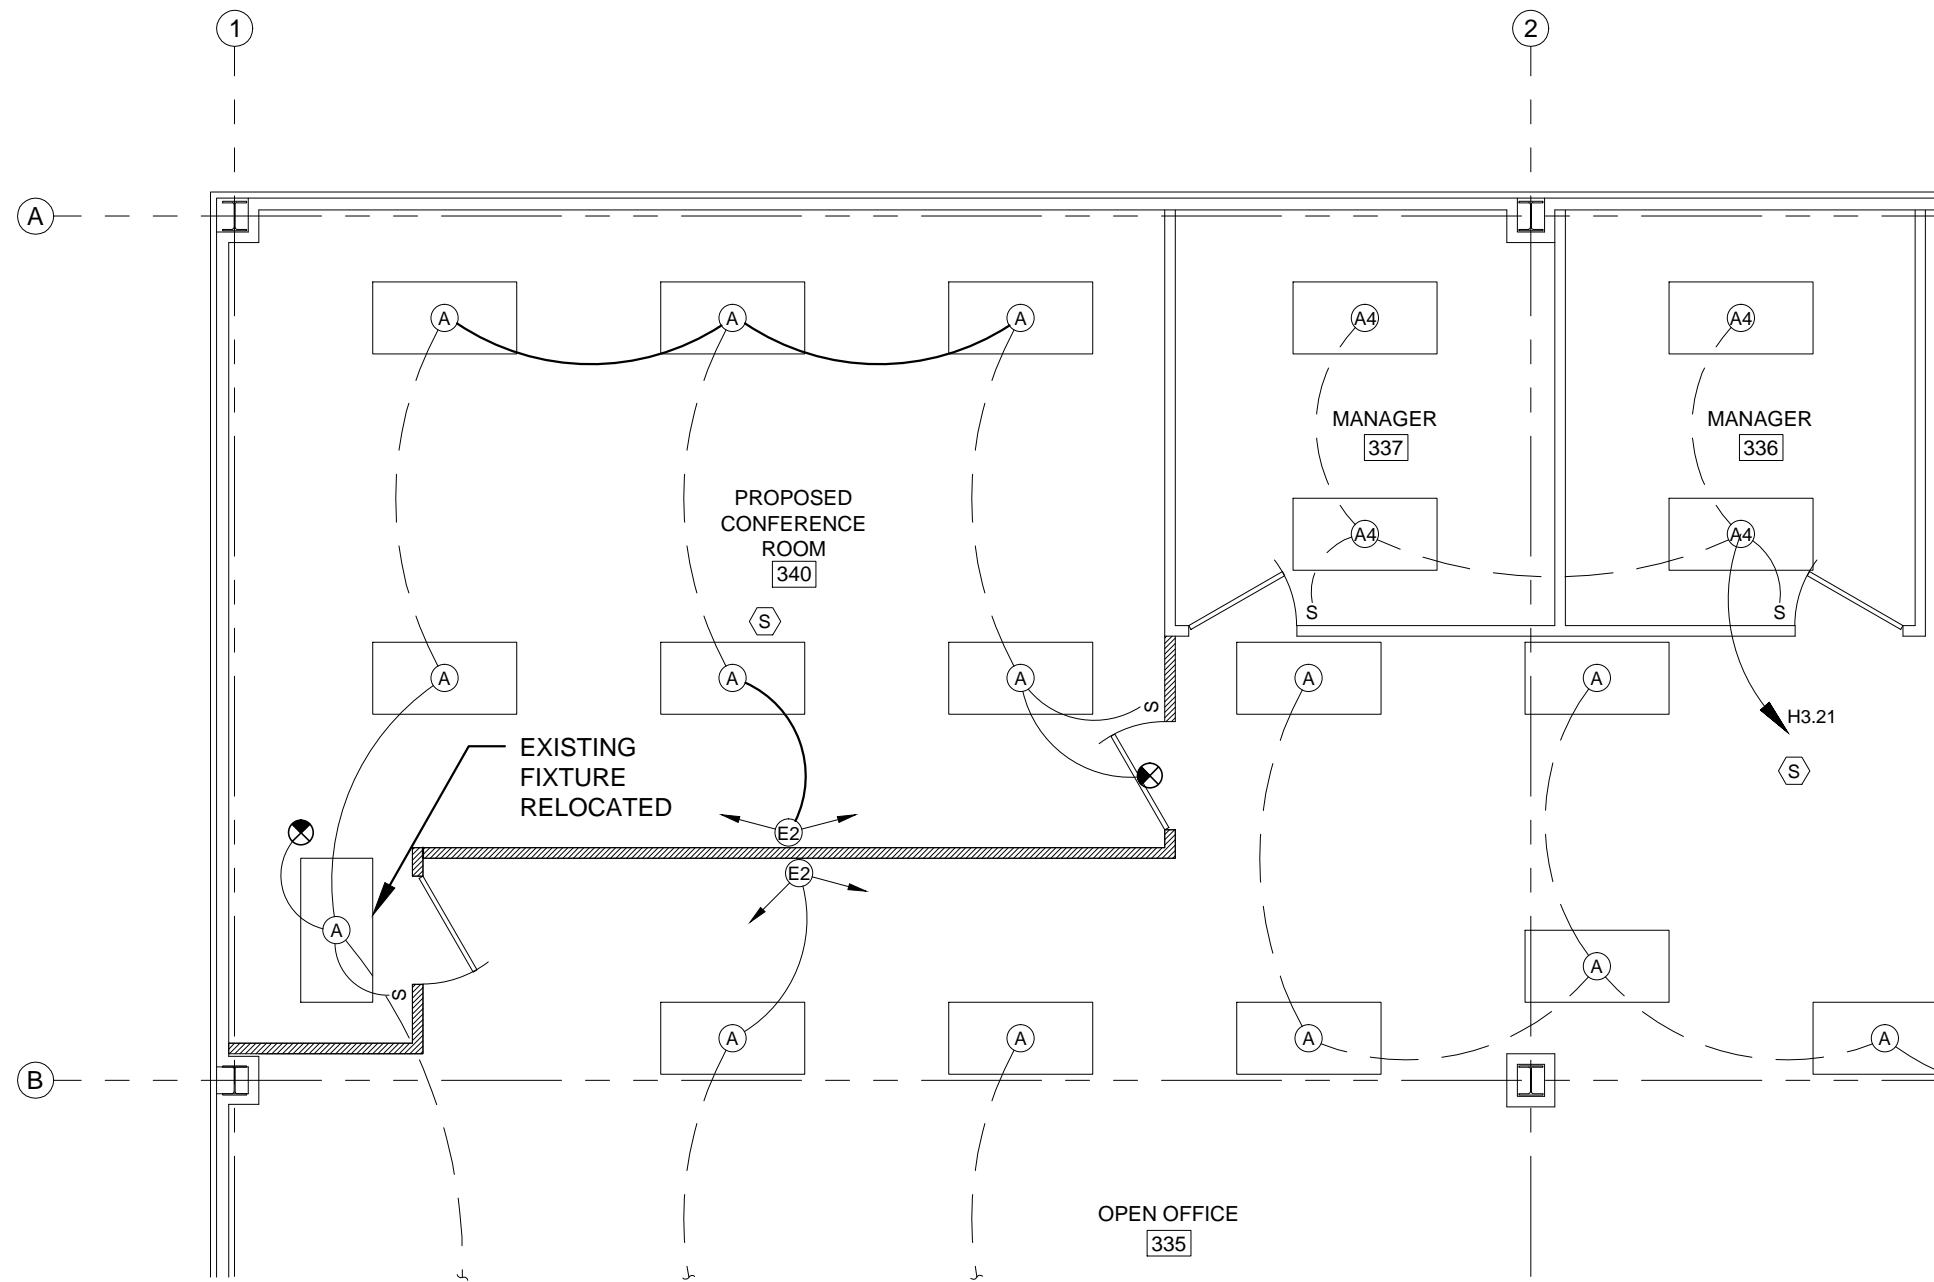 1
2
A
A
A
A
A4
A4
MANAGER
337
MANAGER
336
PROPOSED
CONFERENCE
ROOM
340
A4
A4
S
S
S
A
A
A
A
A
S
H3.21
EXISTING
FIXTURE
RELOCATED
S
E2
E2
A
A
S
A
A
A
A
B
OPEN OFFICE
335